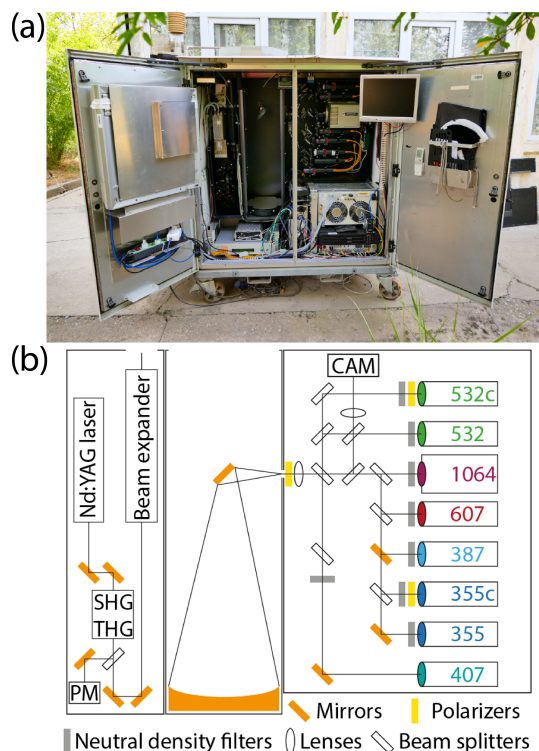 (a)
(b)
Nd:YAG laser
Beam expander
SHG
THG
PM
CAM
532c
532
1064
607
387
355c
355
407
Mirrors
Polarizers
Neutral density filters
Lenses
Beam splitters